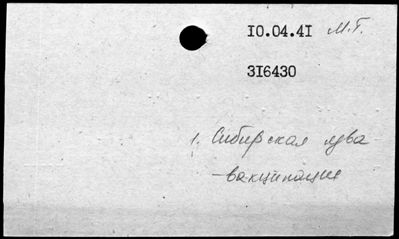 10.04.41 М.Г.
316430
1. Сибирская язва
- вакцинация